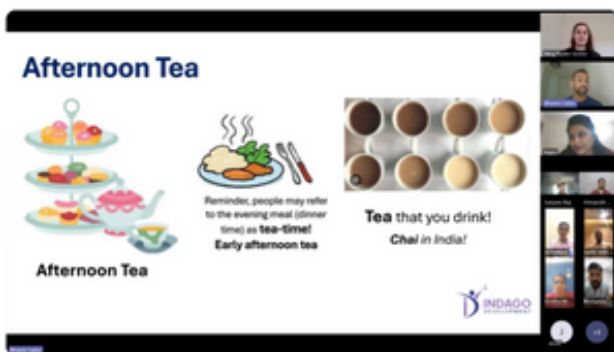 Afternoon Tea
Reminder, people may refer
to the evening meal (dinner
time) as tea-time!
Early afternoon tea
Tea that you drink!
Chai in India!
Afternoon Tea
INDAGO
DEVELOPMENT